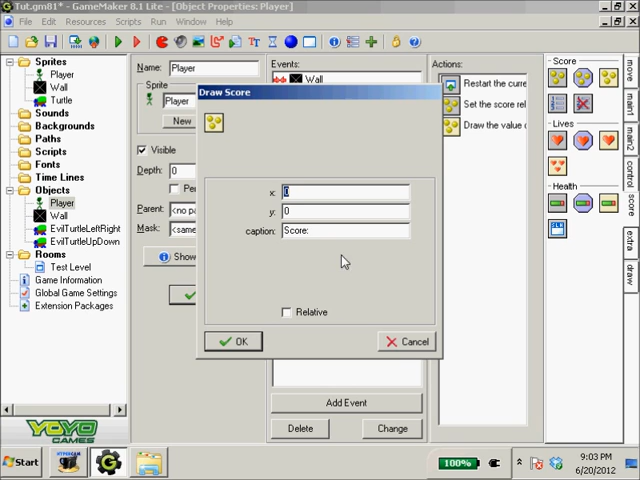 Tut.gm81* - GameMaker 8.1 Lite - [Object Properties: Player]
File Edit Resources Scripts Run Window Help
Sprites
Player
Wall
Turtle
Sounds
Backgrounds
Paths
Scripts
Fonts
Time Lines
Objects
Player
Wall
EvilTurtleLeftRight
EvilTurtleUpDown
Rooms
Test Level
Game Information
Global Game Settings
Extension Packages
YOYO
GAMES
Name: Player
Sprite
Player
New
Visible
Depth: 0
Per
Parent: <no pa
Mask: <same
Show
Events:
Wall
Add Event
Delete Change
Draw Score
x: 0
y: 0
caption: Score:
Relative
OK Cancel
Actions:
Restart the curre
Set the score rel
Draw the value o
Score
Lives
Health
move
main1
main2
control
score
extra
draw
Start
HYPERCAM
100%
9:03 PM
6/20/2012